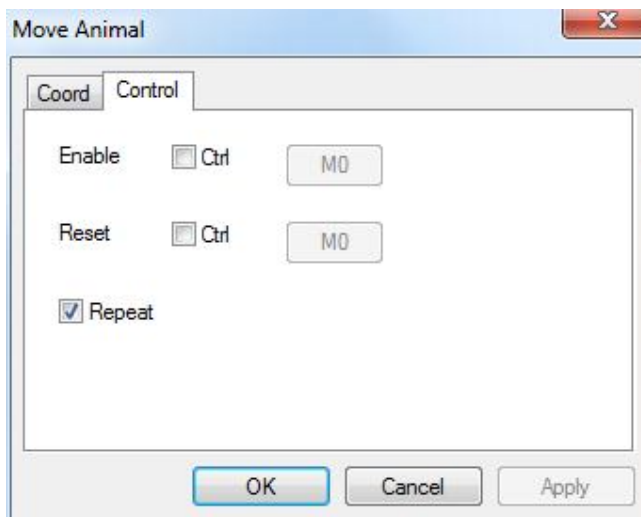 Move Animal
Coord Control
Enable Ctrl M0
Reset Ctrl M0
Repeat
OK Cancel Apply